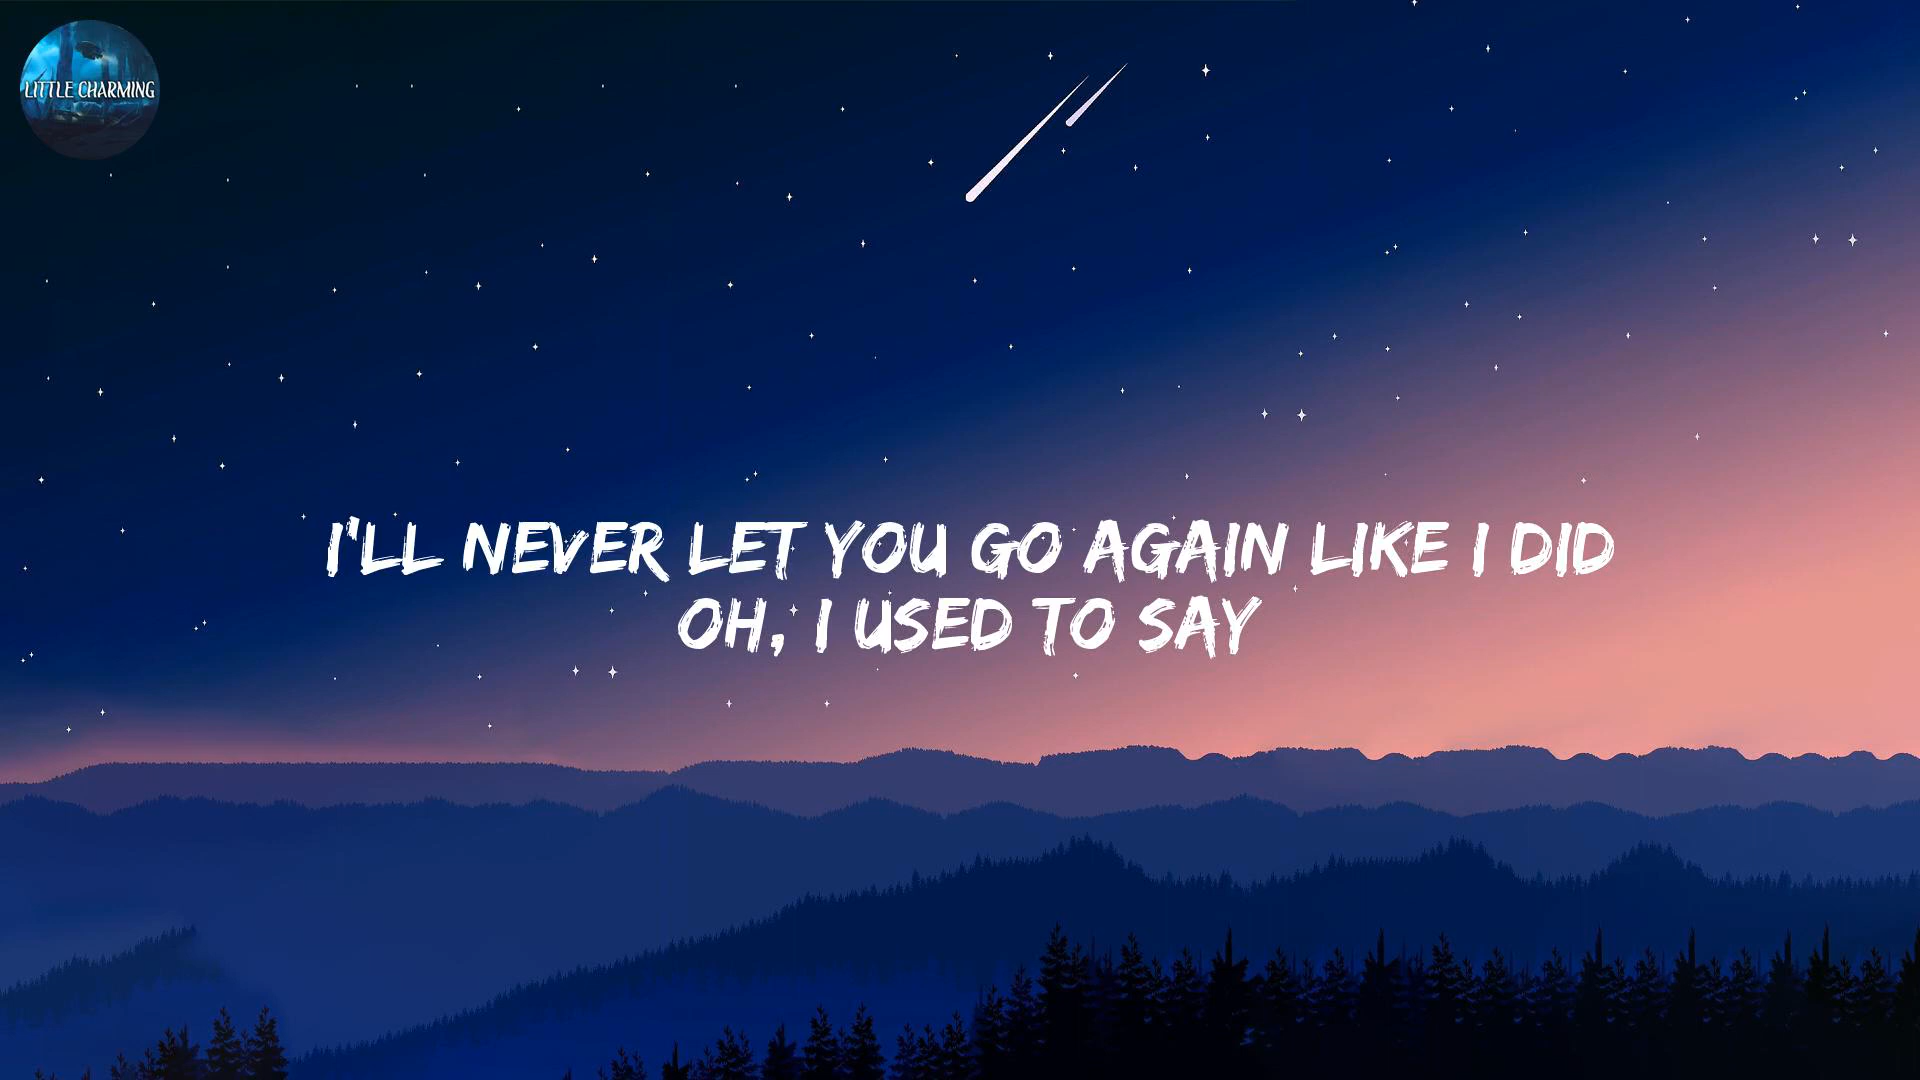 LITTLE CHARMING
I'LL NEVER LET YOU GO AGAIN LIKE I DID
OH, I USED TO SAY